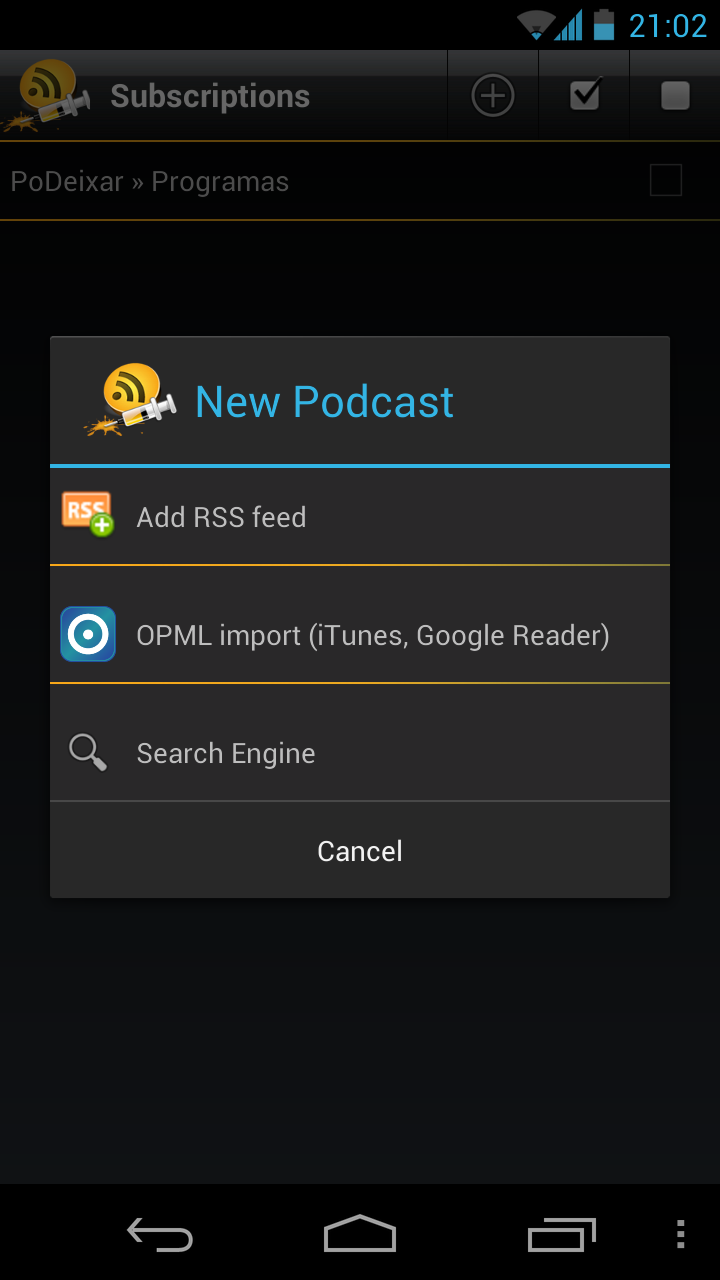 21:02
Subscriptions
PoDeixar » Programas
New Podcast
RSS
Add RSS feed
OPML import (iTunes, Google Reader)
Search Engine
Cancel